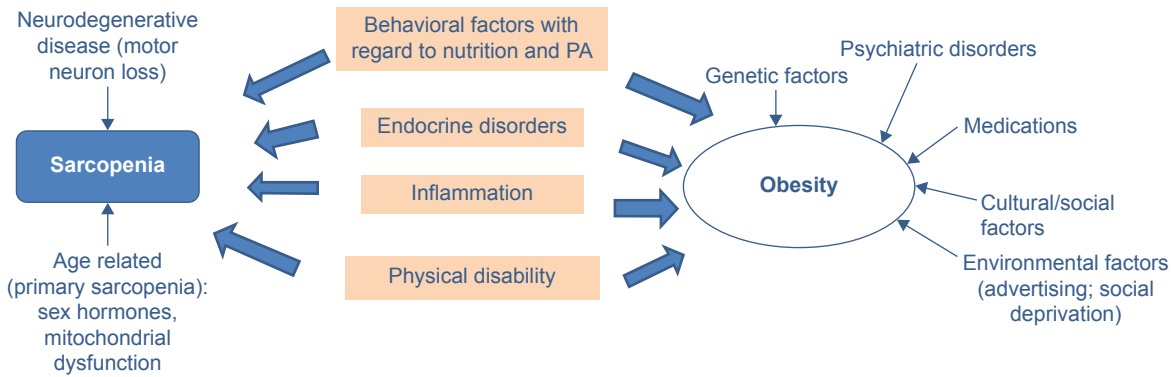 Neurodegenerative
disease (motor
neuron loss)
Sarcopenia
Age related
(primary sarcopenia):
sex hormones,
mitochondrial
dysfunction
Behavioral factors with
regard to nutrition and PA
Endocrine disorders
Inflammation
Physical disability
Genetic factors
Psychiatric disorders
Medications
Obesity
Cultural/social
factors
Environmental factors
(advertising; social
deprivation)